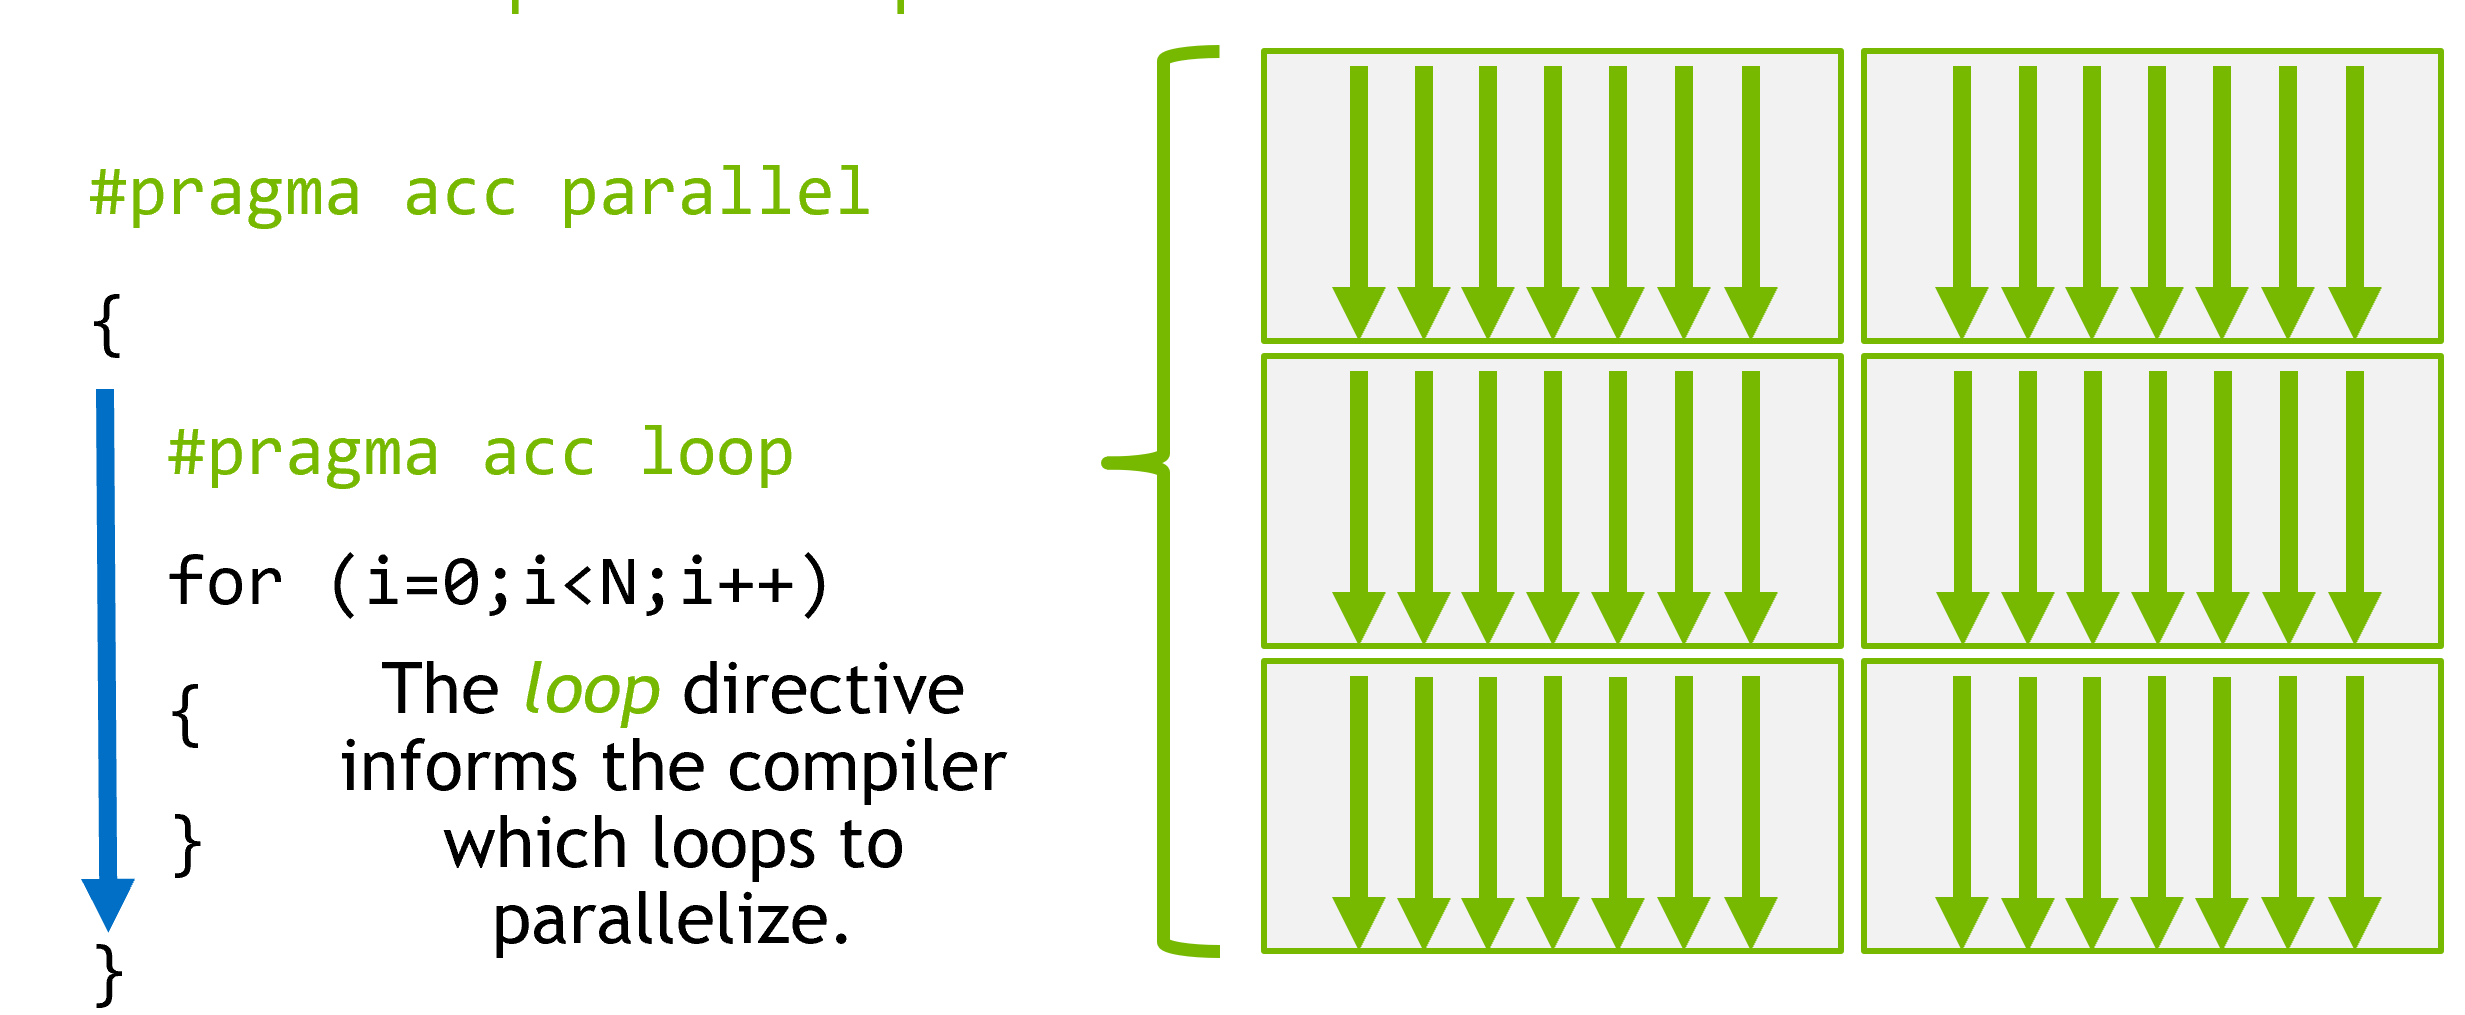 #pragma acc parallel
{
#pragma acc loop
for (i=0;i<N;i++)
{
The loop directive
informs the compiler
which loops to
}
parallelize.
}